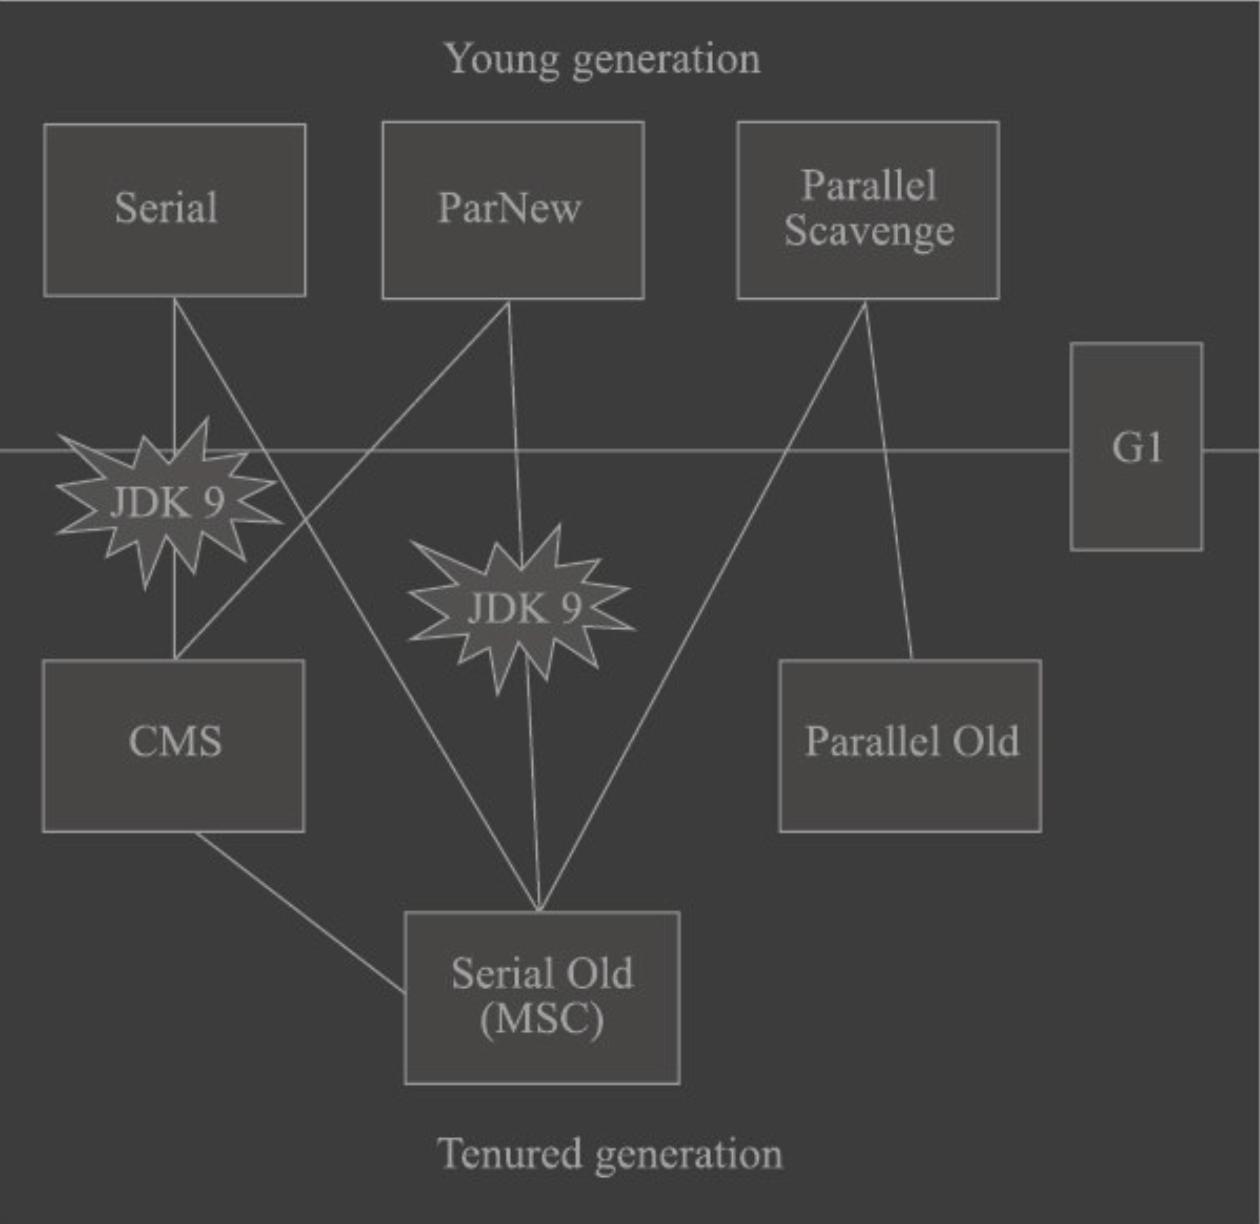 Young generation
Serial
ParNew
Parallel
Scavenge
G1
JDK 9
JDK 9
CMS
Parallel Old
Serial Old
(MSC)
Tenured generation